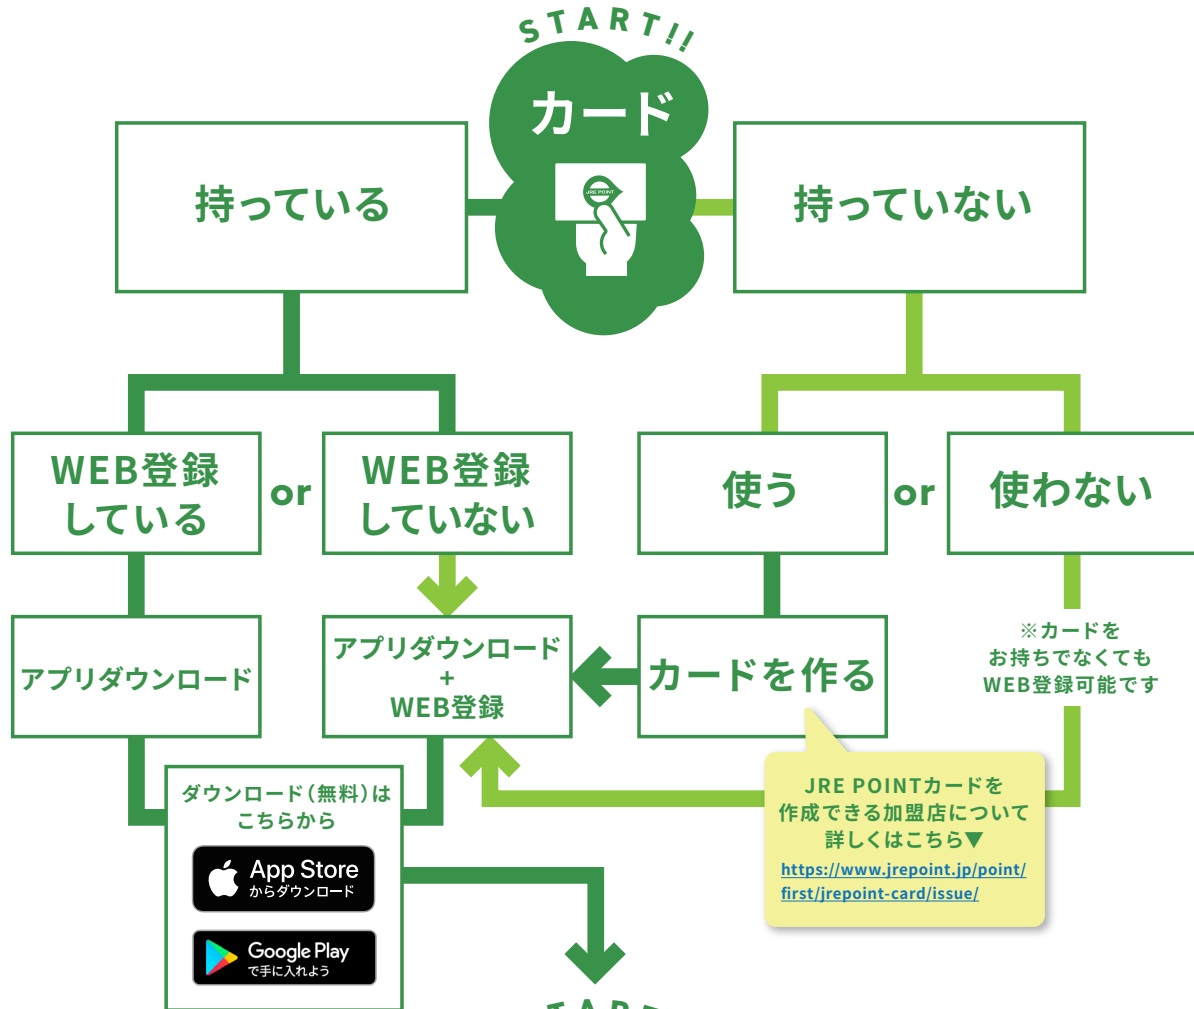 START!!
カード
JRE POINT
持っている
持っていない
WEB登録
している
or
WEB登録
していない
使う
or
使わない
アプリダウンロード
アプリダウンロード
+
WEB登録
カードを作る
※カードを
お持ちでなくても
WEB登録可能です
ダウンロード(無料)は
こちらから
App Store
からダウンロード
Google Play
で手に入れよう
JRE POINTカードを
作成できる加盟店について
詳しくはこちら▼
https://www.jrepoint.jp/point/
first/jrepoint-card/issue/